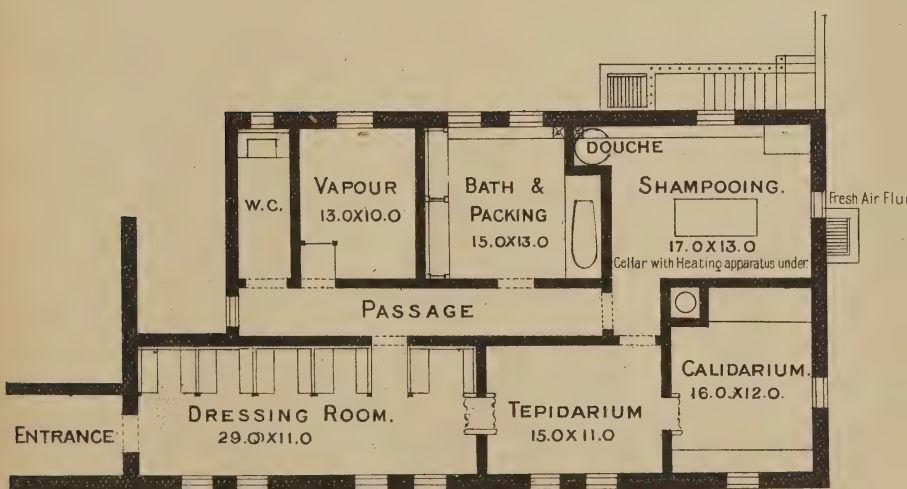 W.C.
VAPOUR
13.0X10.0
BATH &
PACKING
15.0X13.0
DOUCHE
SHAMPOOING.
17.0X13.0
Cellar with Heating apparatus under.
Fresh Air Flu
PASSAGE
CALIDARIUM.
16.0.X12.0.
DRESSING ROOM.
29.0X11.0
TEPIDARIUM
15.0X11.0
ENTRANCE